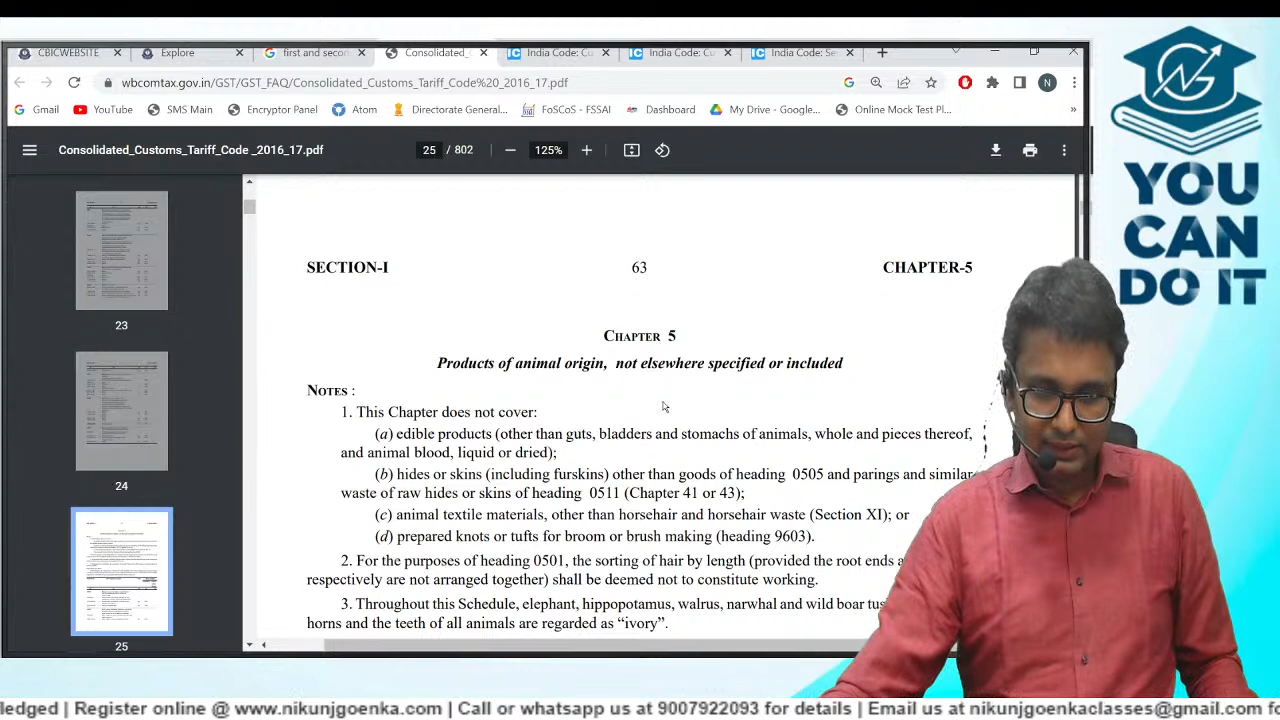 CBICWEBSITE
Explore
first and secon
Consolidated_
India Code: Cu
India Code: Cu
India Code: Se
wbcomtax.gov.in/GST/GST_FAQ/Consolidated_Customs_Tariff_Code%20_2016_17.pdf
Gmail
YouTube
SMS Main
Encryptor Panel
Atom
Directorate Genera
FoSCoS - FSSAI
Dashboard
My Drive - Google...
Online Mock Test Pl...
Consolidated_Customs_Tariff_Code _2016_17.pdf
25 / 802
125%
23
24
25
SECTION-I 63 CHAPTER-5
CHAPTER 5
Products of animal origin, not elsewhere specified or included
NOTES :
1. This Chapter does not cover:
(a) edible products (other than guts, bladders and stomachs of animals, whole and pieces thereof,
and animal blood, liquid or dried);
(b) hides or skins (including furskins) other than goods of heading 0505 and parings and similar
waste of raw hides or skins of heading 0511 (Chapter 41 or 43);
(c) animal textile materials, other than horsehair and horsehair waste (Section XI); or
(d) prepared knots or tufts for broom or brush making (heading 9603).
2. For the purposes of heading 0501, the sorting of hair by length (provided the root ends
respectively are not arranged together) shall be deemed not to constitute working.
3. Throughout this Schedule, elephant, hippopotamus, walrus, narwhal and wild boar
horns and the teeth of all animals are regarded as “ivory”.
NG
YOU
CAN
DO IT
ledged | Register online @ www.nikunjgoenka.com | Call or whatsapp us at 9007922093 for details | Email us at nikunjgoenkaclasses@gmail.com